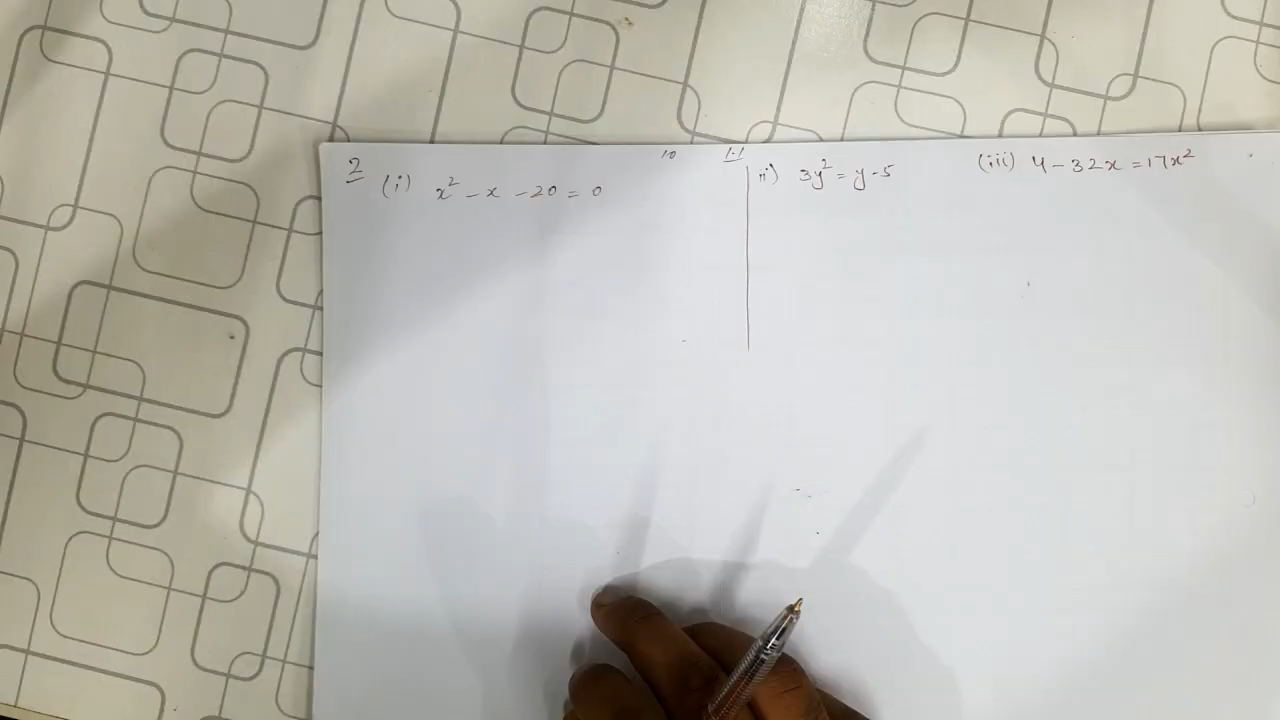 2
(i) x² - x - 20 = 0
10
1.1
ii) 3y² = y - 5
(iii) 4 - 32x = 17x²